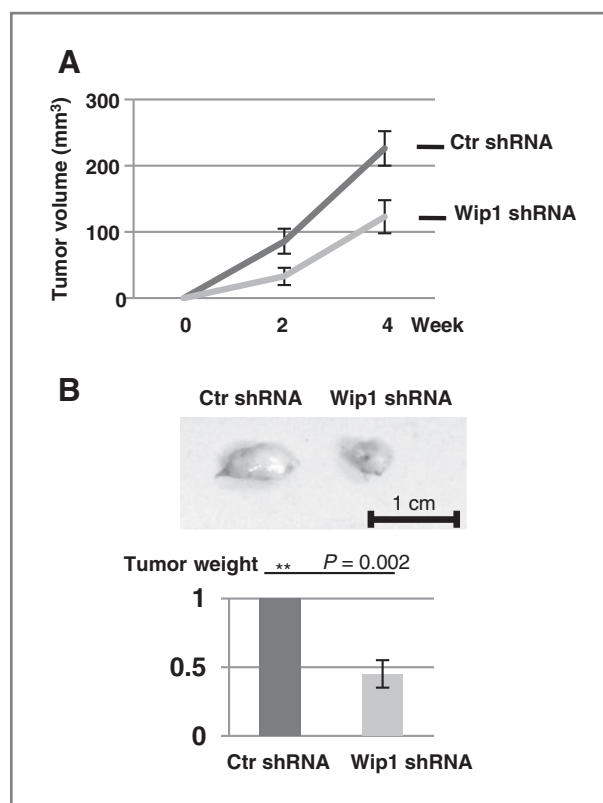 A
Tumor volume (mm³)
300
200
100
0
0 2 4 Week
Ctr shRNA
Wip1 shRNA
B
Ctr shRNA Wip1 shRNA
1 cm
Tumor weight ** P = 0.002
1
0.5
0
Ctr shRNA Wip1 shRNA